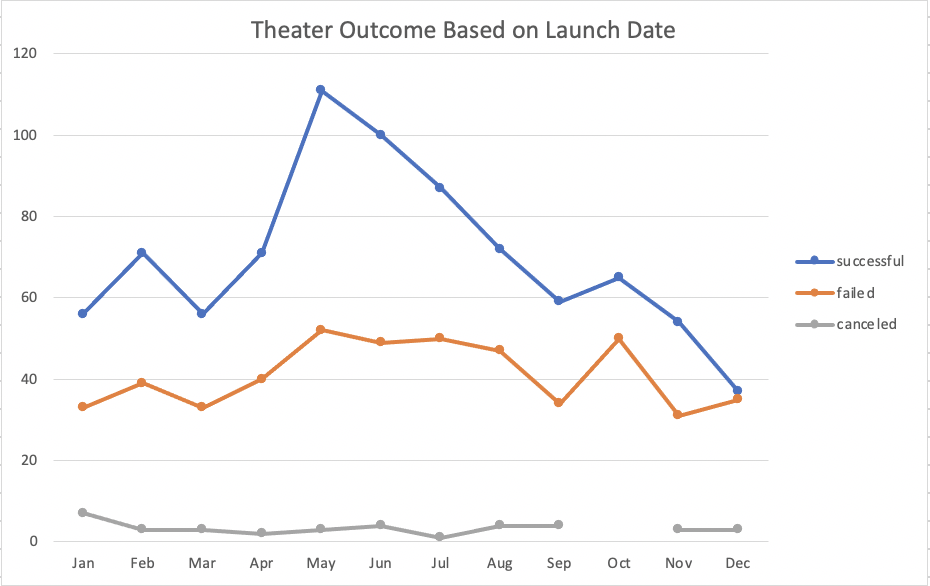 Theater Outcome Based on Launch Date
120
100
80
60
40
20
0
Jan Feb Mar Apr May Jun Jul Aug Sep Oct Nov Dec
successful
failed
canceled